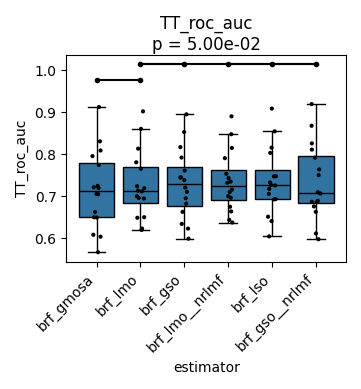 TT_roc_auc
p = 5.00e-02
1.0
0.9
0.8
0.7
0.6
TT_roc_auc
brf_gmosa
brf_lmo
brf_gso
brf_lmo__nrlmf
brf_lso
brf_gso__nrlmf
estimator